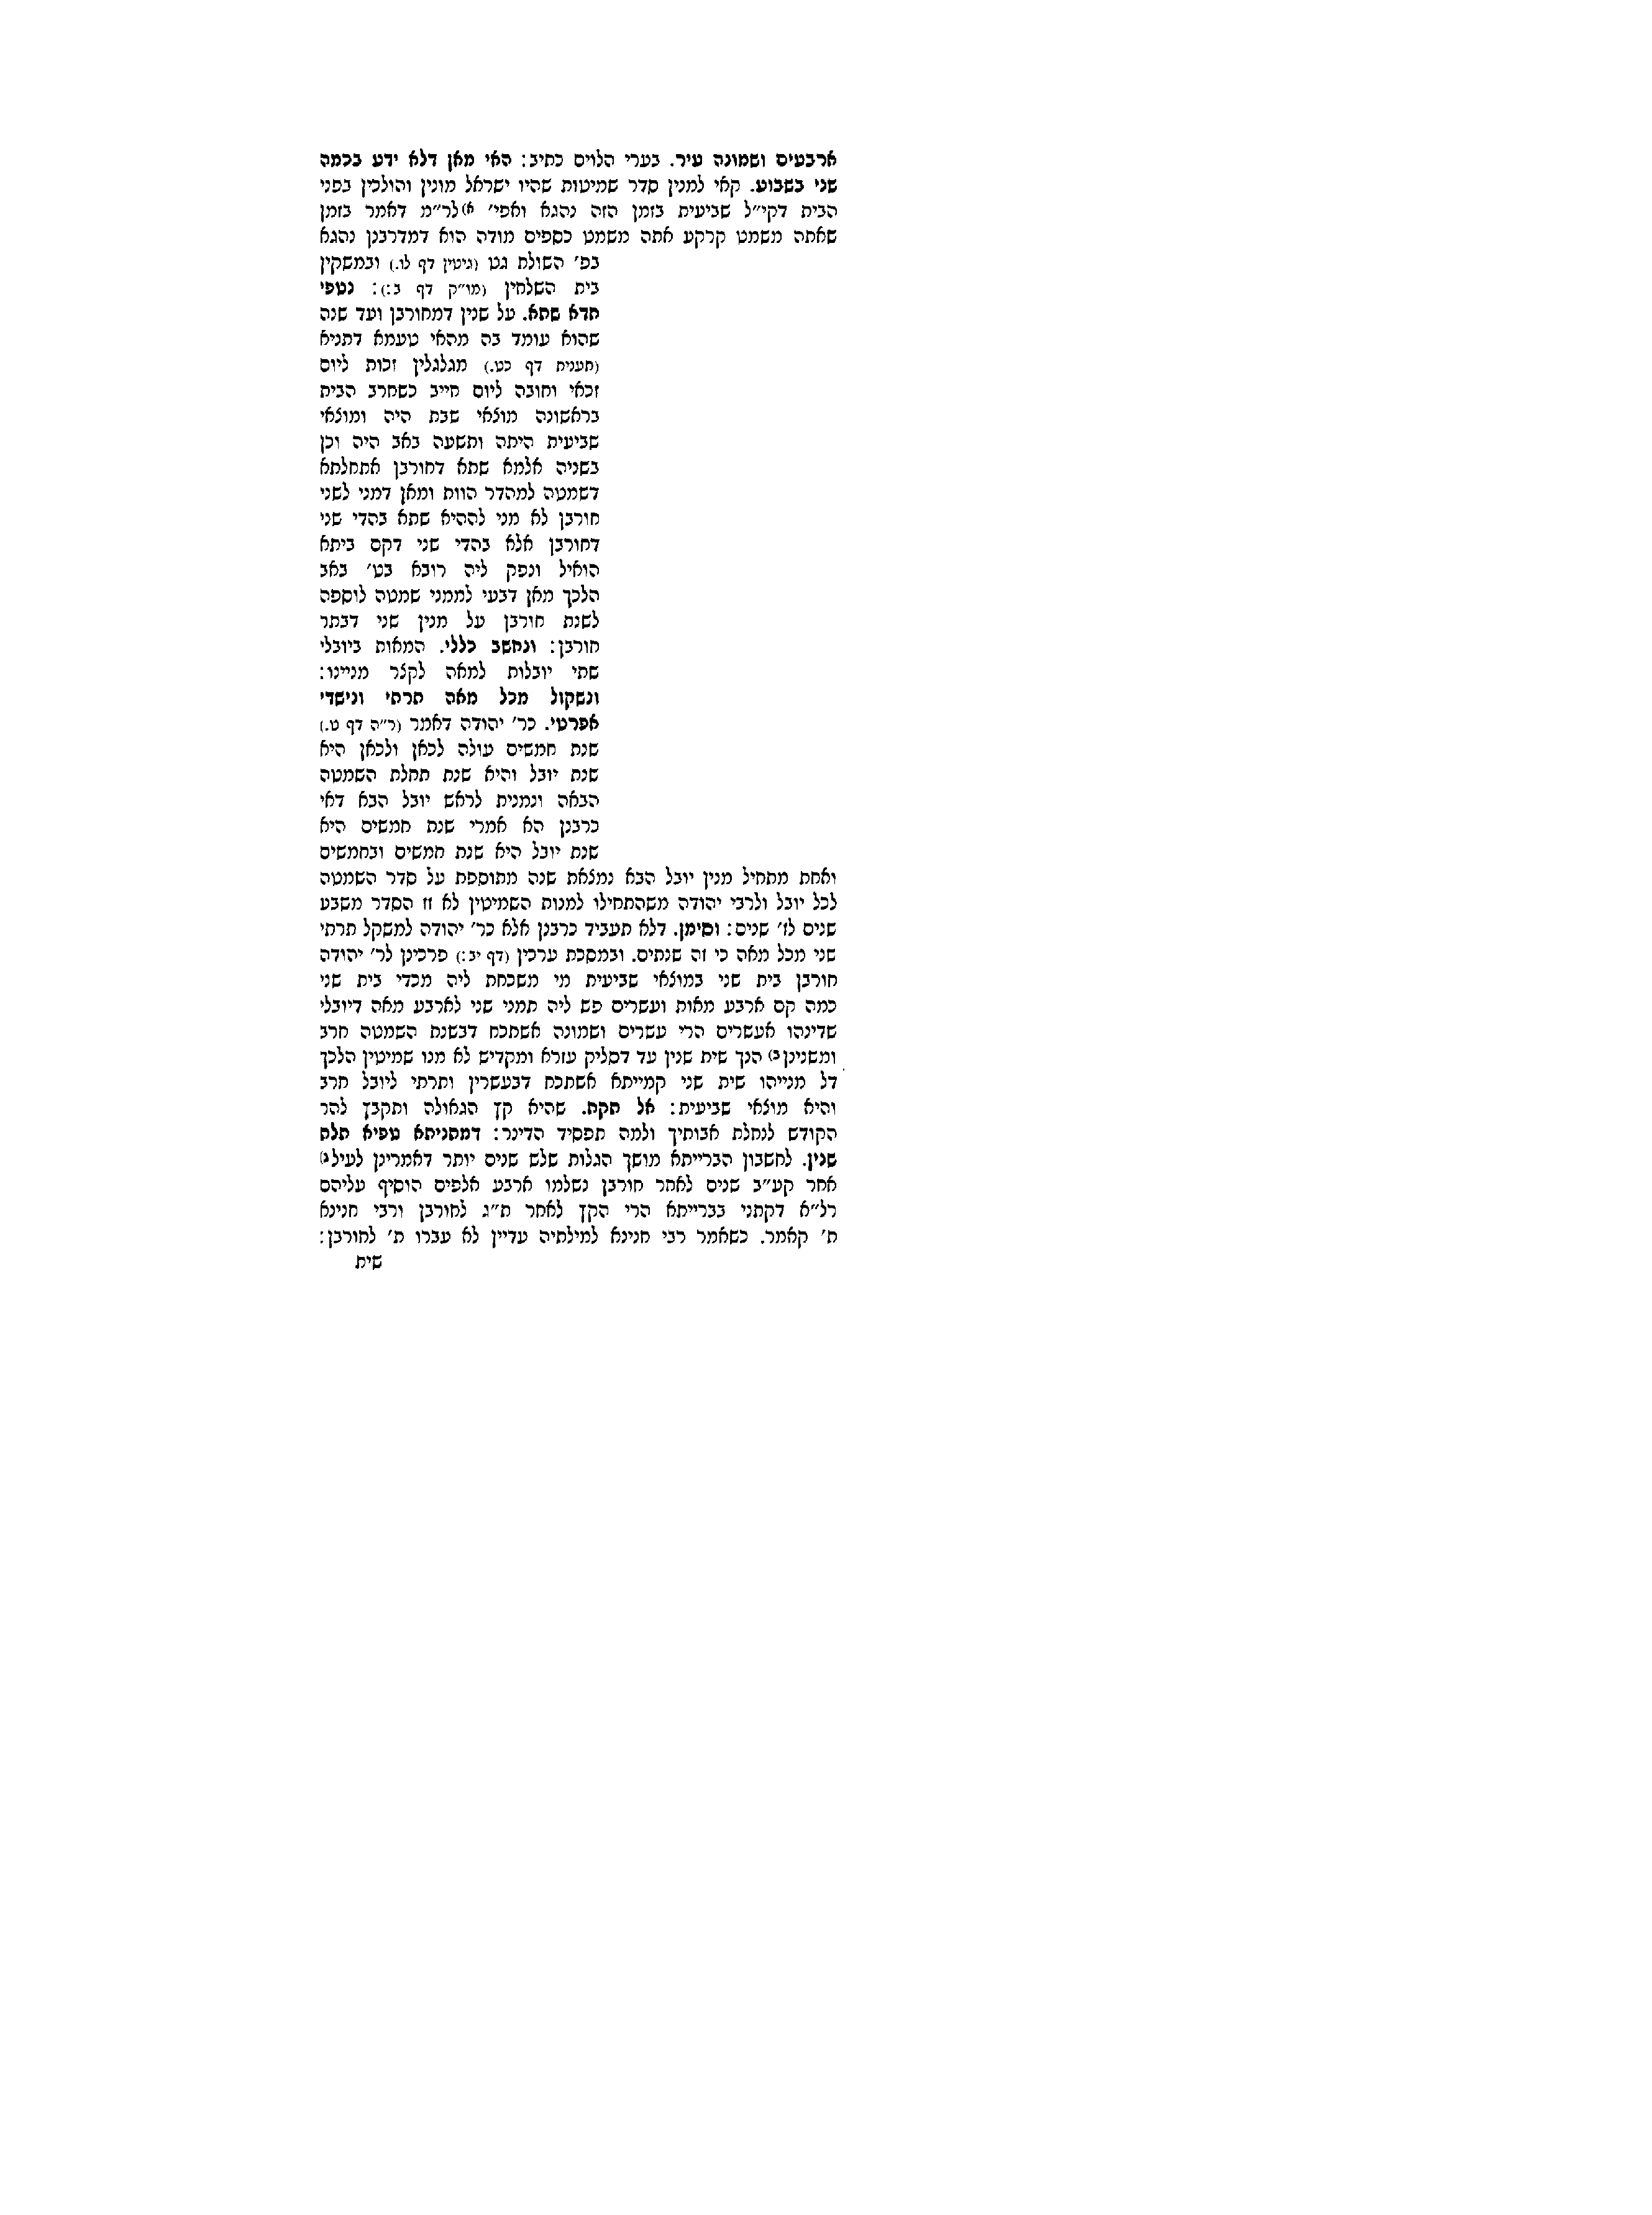 ארבעים ושמונה עיר. בערי הלוים כתיב: האי מאן דלא ידע בכמה
שני בשבוע. קאי למנין סדר שמיטות שהיו ישראל מונין והולכין בפני
הבית דקי״ל שביעית בזמן הזה נהגא ואפי׳ א) לר״מ דאמר בזמן
שאתה משמט קרקע אתה משמט כספים מודה הוא דמדרבנן נהגא
בפ׳ השולח גט (גיטין דף לו.) ובמשקין
בית השלחין (מו״ק דף ב:): נטפי
חדא שתא. על שנין דמחורבן ועד שנה
שהוא עומד בה מהאי טעמא דתניא
(תענית דף כט.) מגלגלין זכות ליום
זכאי וחובה ליום חייב כשחרב הבית
בראשונה מוצאי שבת היה ומוצאי
שביעית היתה ותשעה באב היה וכן
בשניה אלמא שתא דחורבן אתחלתא
דשמטה למהדר הוות ומאן דמני לשני
חורבן לא מני לההיא שתא בהדי שני
דחורבן אלא בהדי שני דקם ביתא
הואיל ונפק ליה רובא בט׳ באב
הלכך מאן דבעי לממני שמטה לוספה
לשנת חורבן על מנין שני דבתר
חורבן: ונחשב כללי. המאות ביובלי
שתי יובלות למאה לקצר מניינו:
ונשקול מכל מאה תרתי ונישדי
אפרטי. כר׳ יהודה דאמר (ר״ה דף ט.)
שנת חמשים עולה לכאן ולכאן היא
שנת יובל והיא שנת תחלת השמטה
הבאה ונמנית לראש יובל הבא דאי
כרבנן הא אמרי שנת חמשים היא
שנת יובל היא שנת חמשים ובחמשים
ואחת מתחיל מנין יובל הבא נמצאת שנה מתוספת על סדר השמטה
לכל יובל ולרבי יהודה משהתחילו למנות השמיטין לא זז הסדר משבע
שנים לז׳ שנים: וסימן. דלא תעביד כרבנן אלא כר׳ יהודה למשקל תרתי
שני מכל מאה כי זה שנתים. ובמסכת ערכין (דף יב:) פרכינן לר׳ יהודה
חורבן בית שני במוצאי שביעית מי משכחת ליה מכדי בית שני
כמה קם ארבע מאות ועשרים פש ליה תמני שני לארבע מאה דיובלי
שדינהו אעשרים הרי עשרים ושמונה אשתכח דבשנת השמטה חרב
ומשנינן ב) הנך שית שנין עד דסליק עזרא ומקדיש לא מנו שמיטין הלכך
דל מנייהו שית שני קמייתא אשתכח דבעשרין ותרתי ליובל חרב
והיא מוצאי שביעית: אל תקח. שהיא קץ הגאולה ותקבץ להר
הקודש לנחלת אבותיך ולמה תפסיד הדינר: דמתניתא טפיא תלת
שנין. לחשבון הברייתא מושך הגלות שלש שנים יותר דאמרינן לעיל ג)
אחר קע״ב שנים לאחר חורבן נשלמו ארבע אלפים הוסיף עליהם
רל״א דקתני בברייתא הרי הקץ לאחר ת״ג לחורבן ורבי חנינא
ת׳ קאמר. כשאמר רבי חנינא למילתיה עדיין לא עברו ת׳ לחורבן:
שית